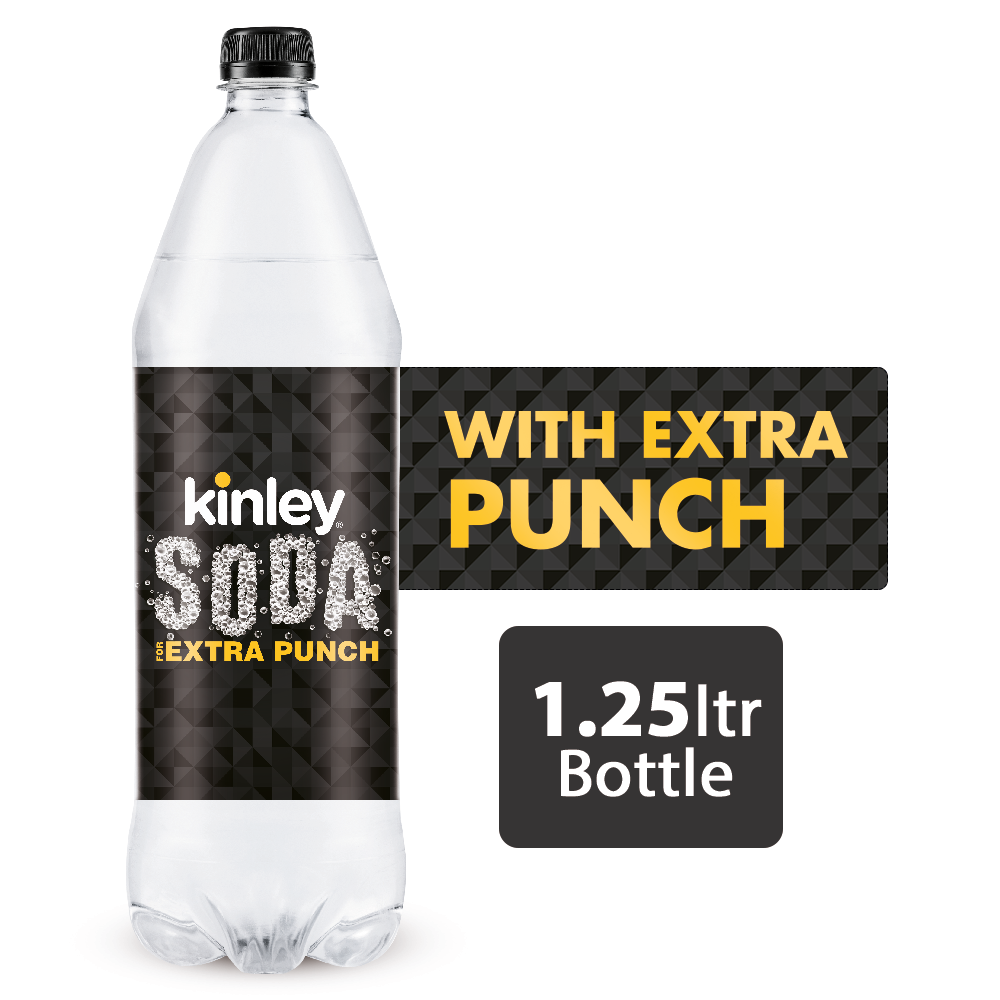 kinley®
SODA
FOR EXTRA PUNCH
WITH EXTRA
PUNCH
1.25ltr
Bottle